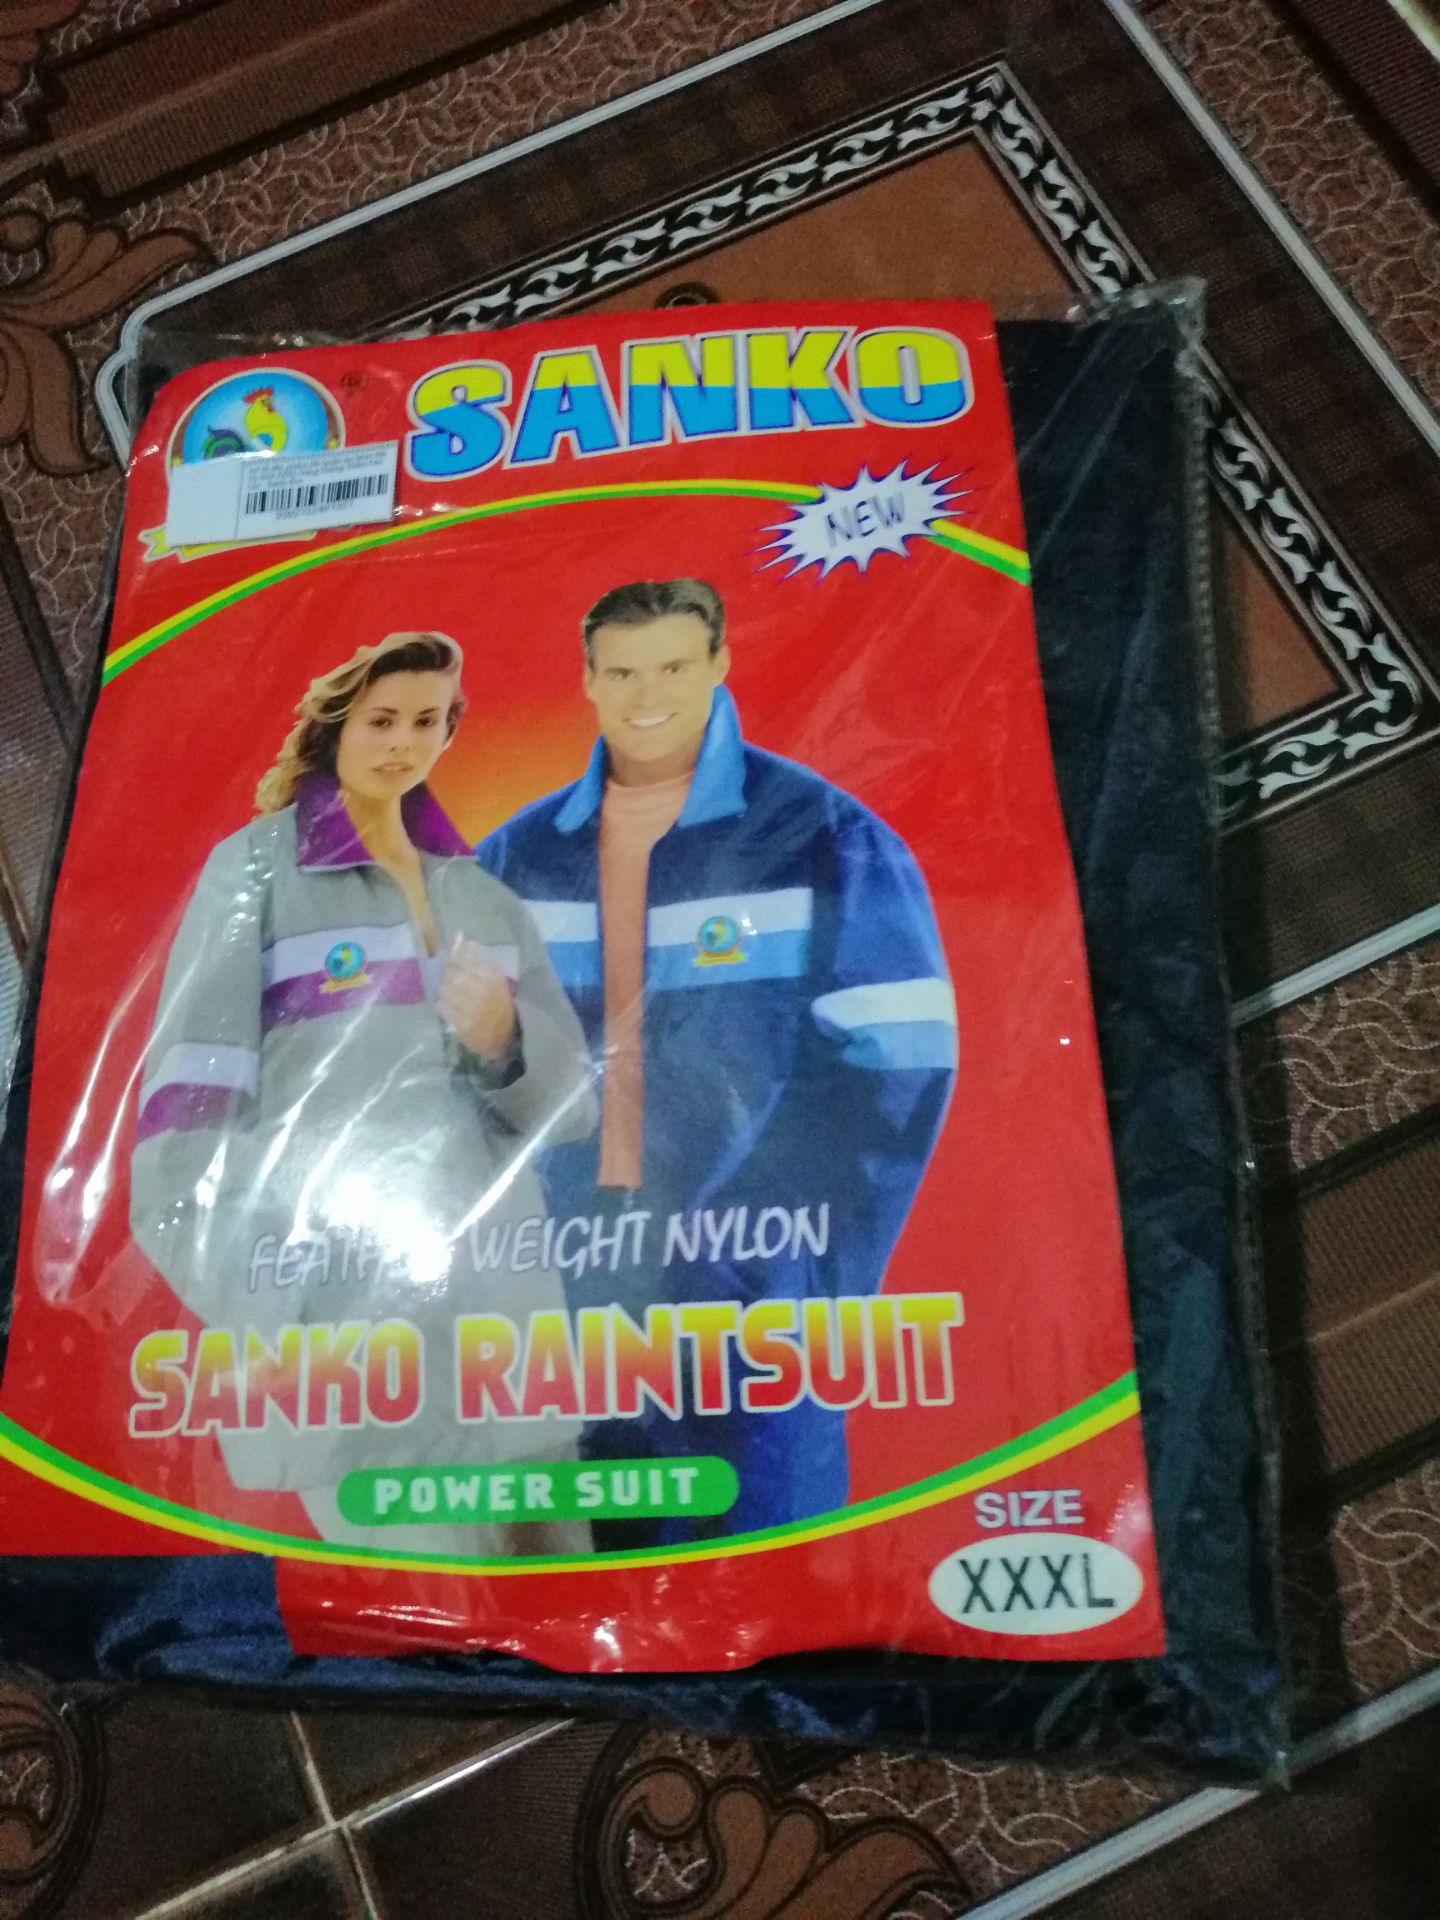 ®
SANKO
NEW
WEIGHT NYLON
SANKO RAINTSUIT
POWER SUIT
SIZE
XXXL